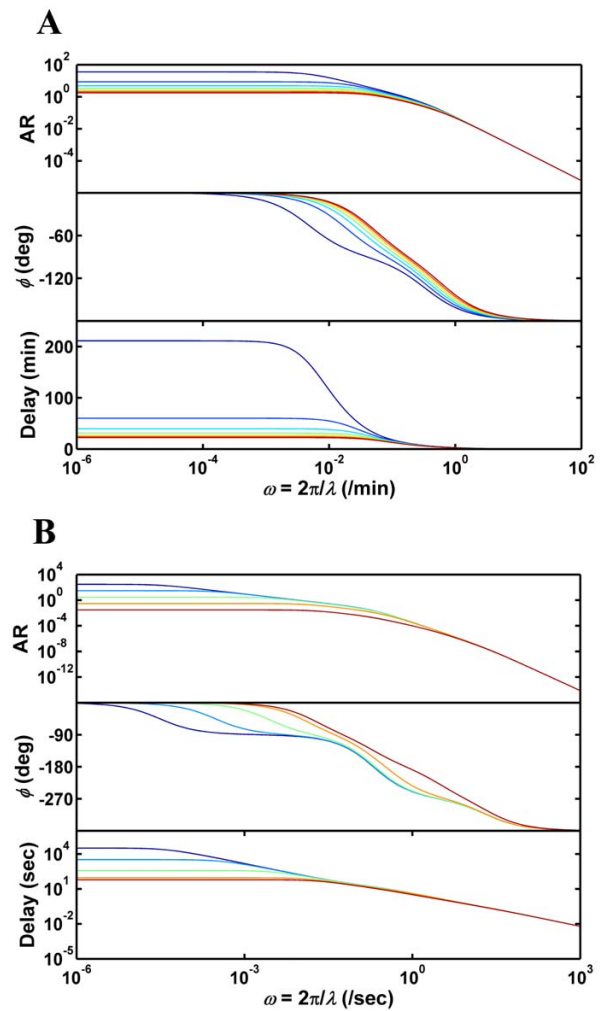 A
10^2
10^0
10^-2
10^-4
AR
-60
-120
ϕ (deg)
200
100
0
Delay (min)
10^-6 10^-4 10^-2 10^0 10^2
ω = 2π/λ (/min)
B
10^4
10^0
10^-4
10^-8
10^-12
AR
-90
-180
-270
ϕ (deg)
10^4
10^1
10^-2
10^-5
Delay (sec)
10^-6 10^-3 10^0 10^3
ω = 2π/λ (/sec)